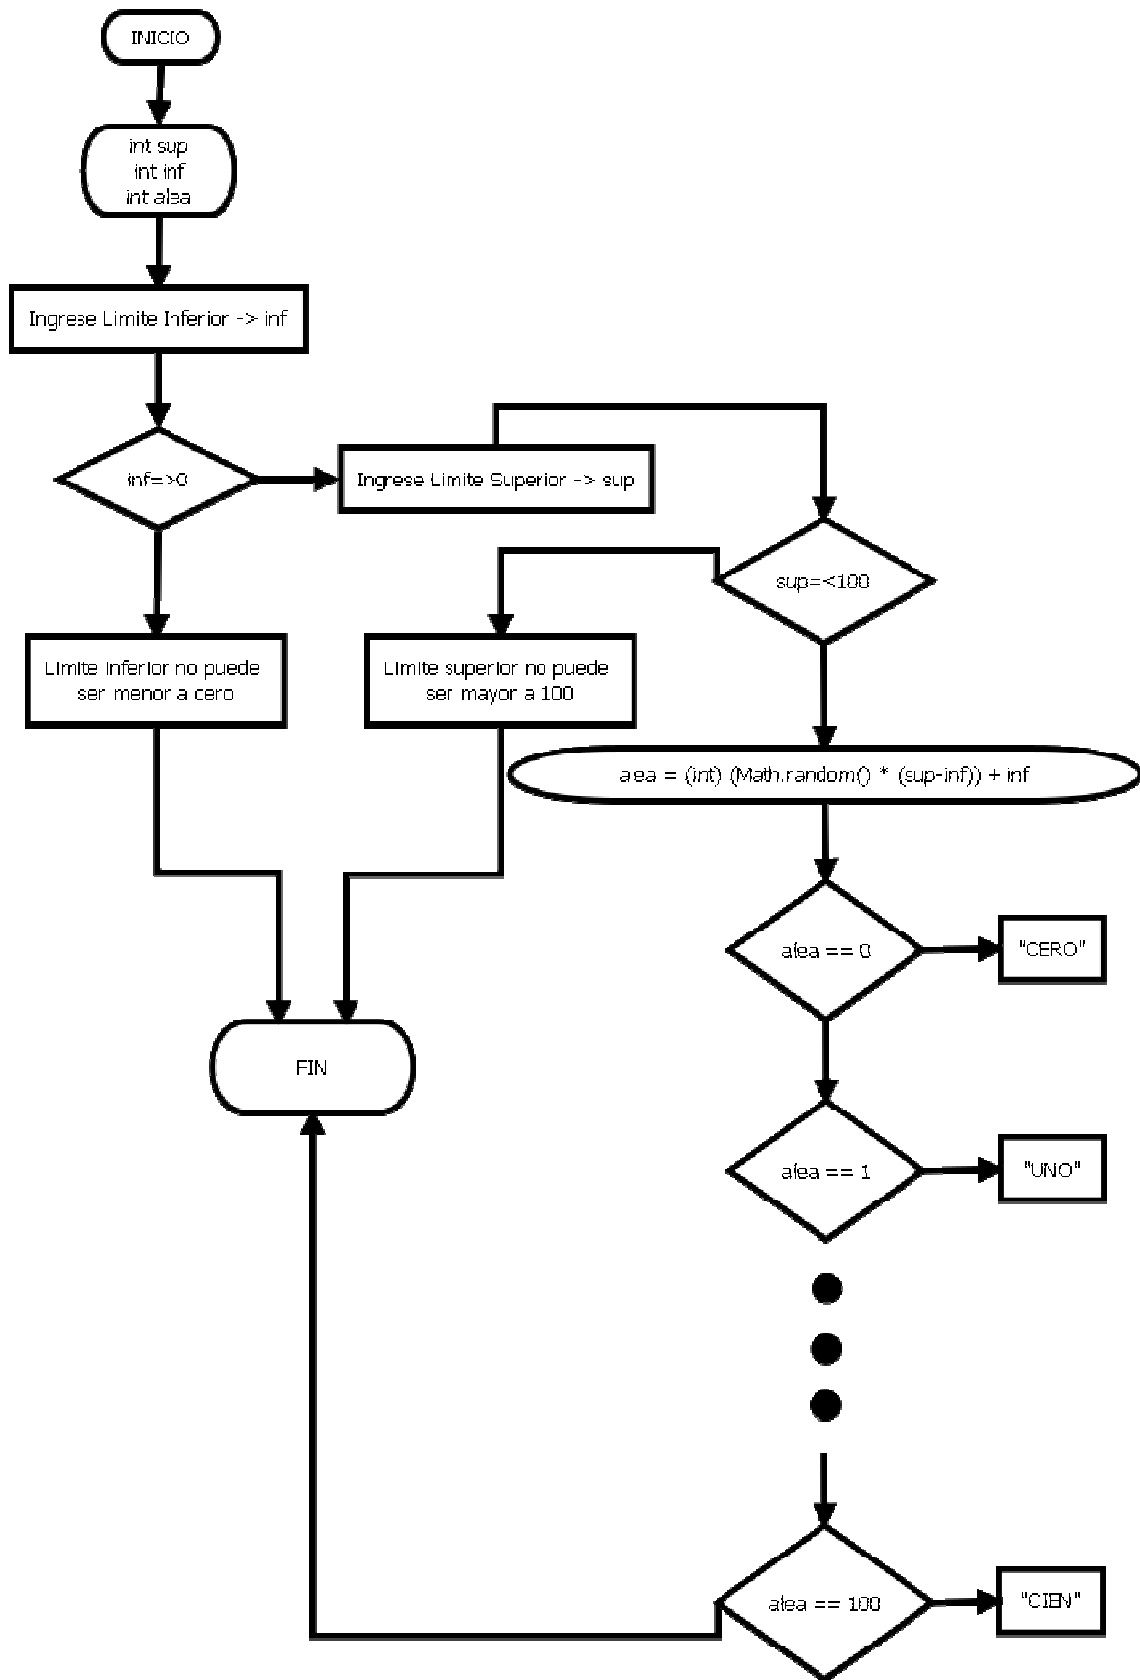 INICIO
int sup
int inf
int alea
Ingrese Limite Inferior -> inf
inf=>0
Ingrese Limite Superior -> sup
sup=<100
Limite inferior no puede
ser menor a cero
Limite superior no puede
ser mayor a 100
alea = (int) (Math.random() * (sup-inf)) + inf
alea == 0
"CERO"
FIN
alea == 1
"UNO"
alea == 100
"CIEN"